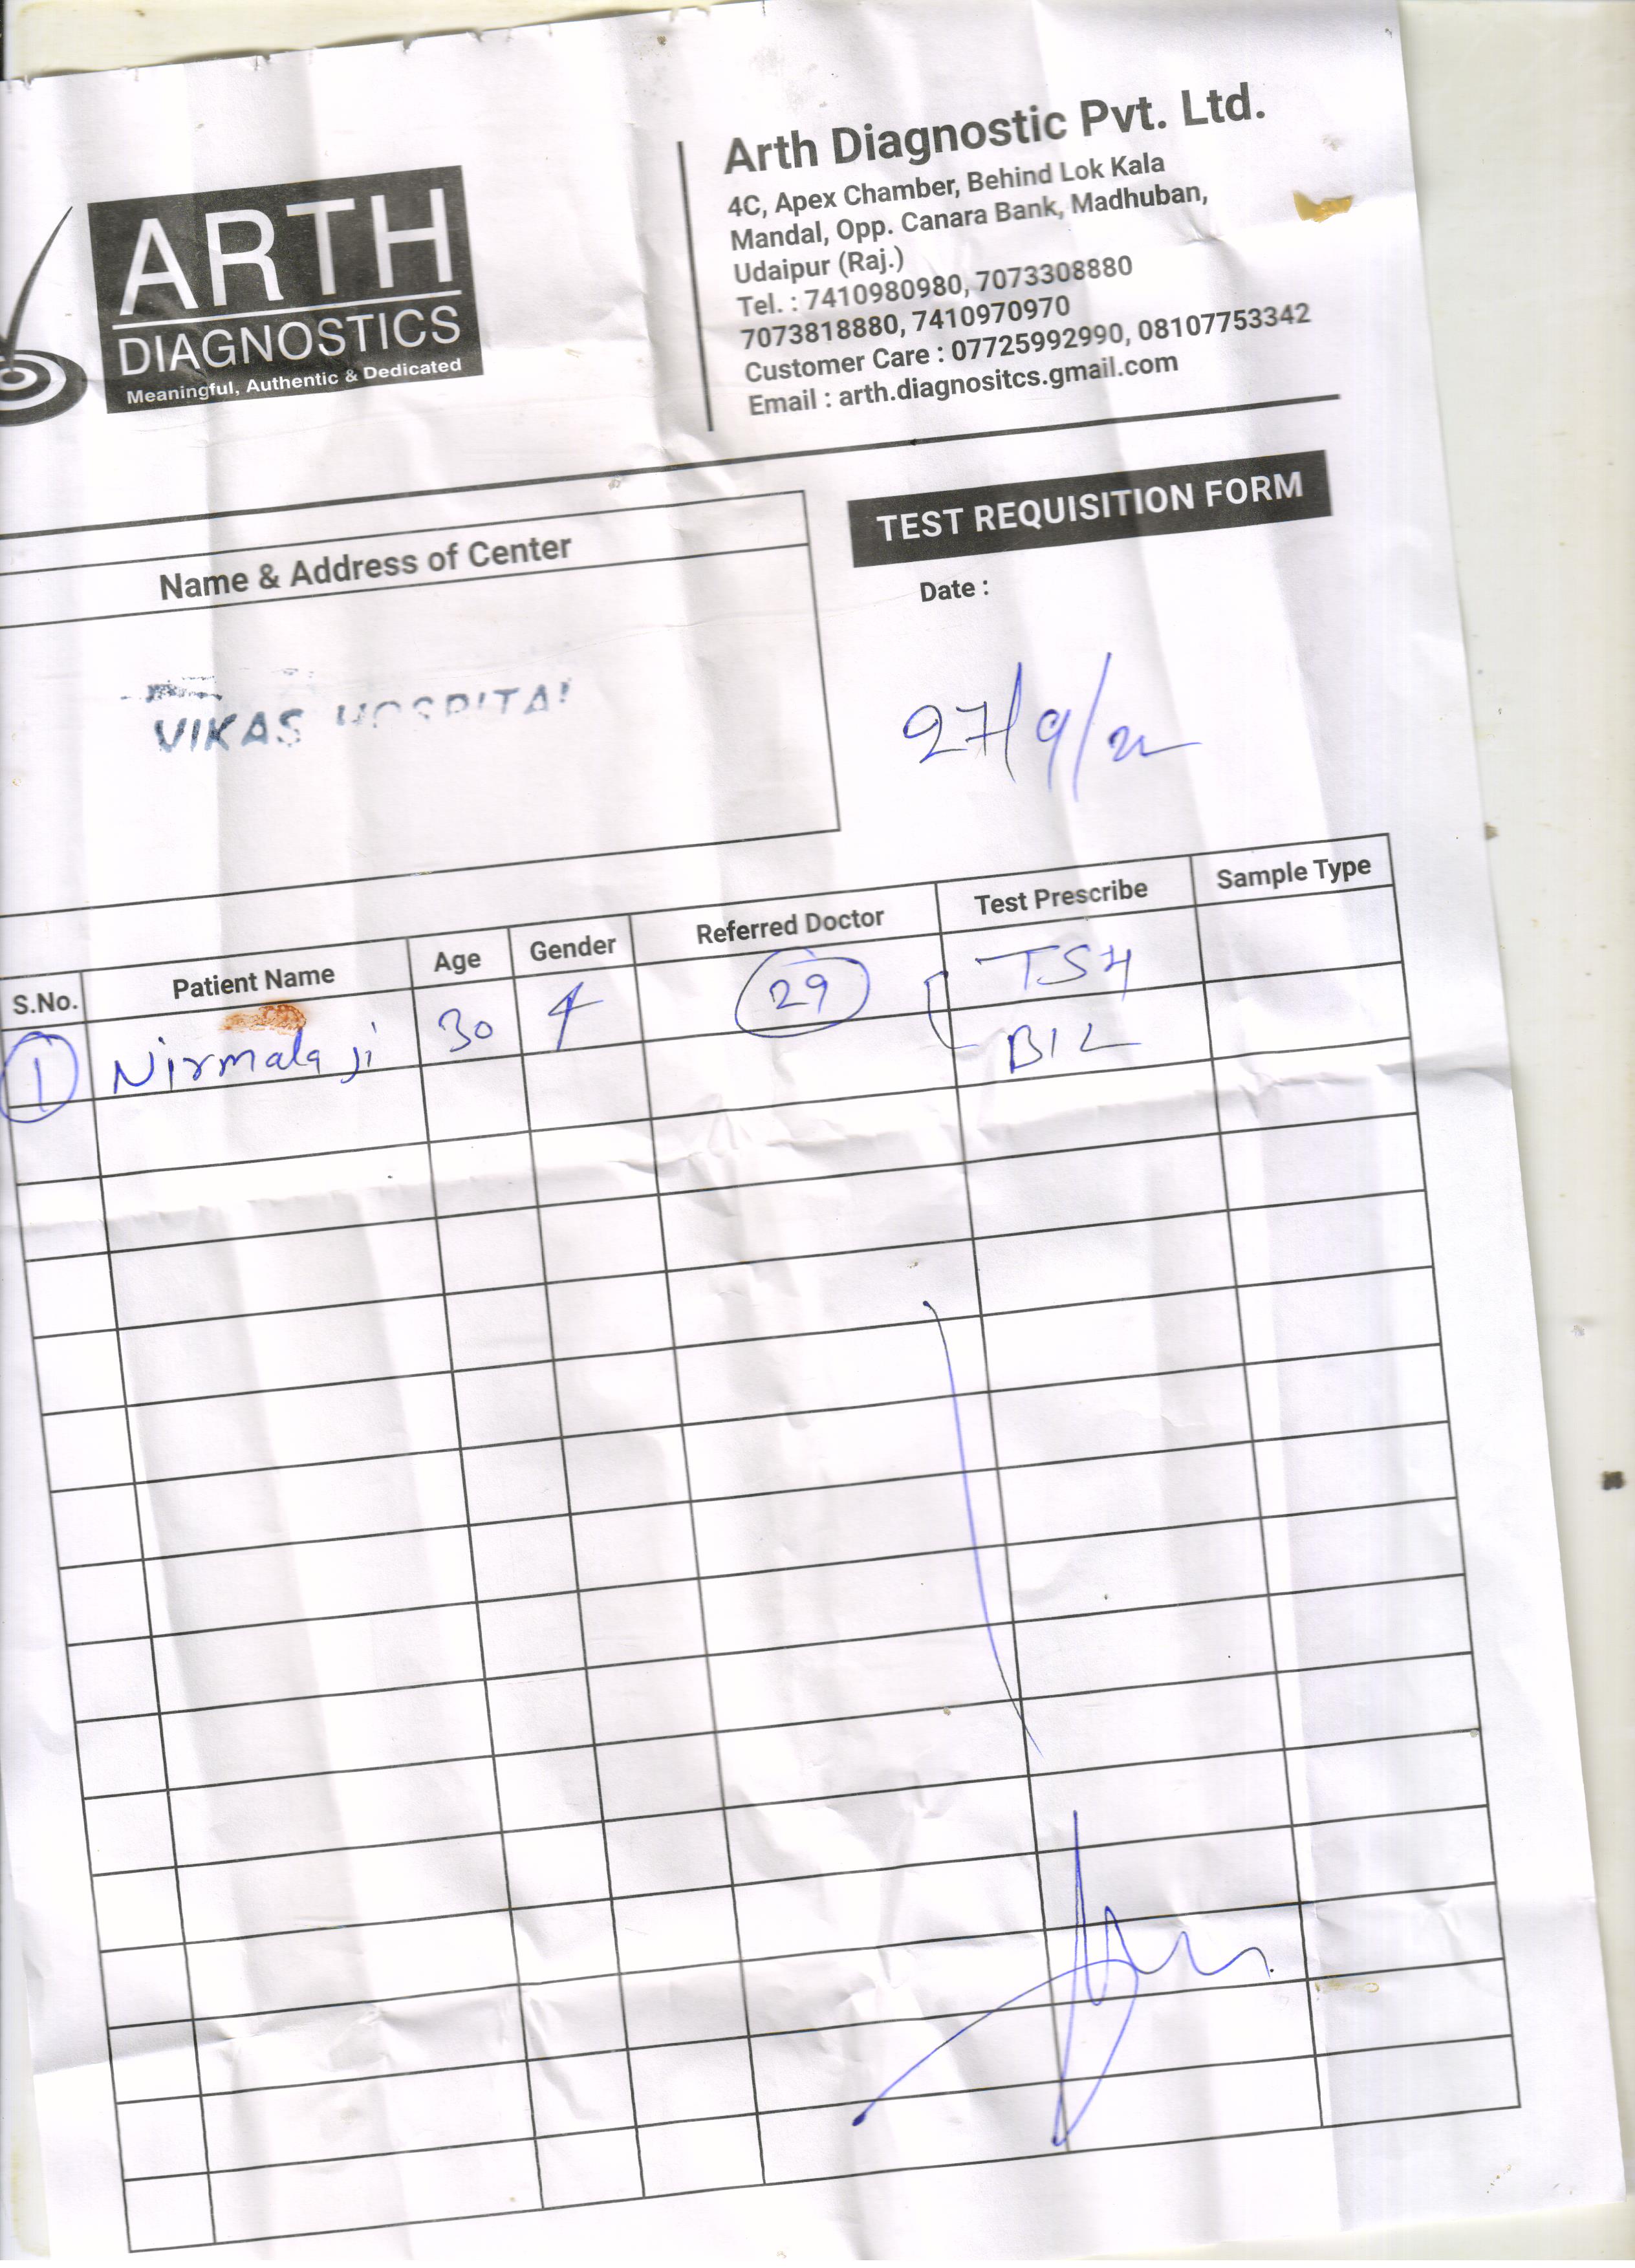 ARTH
DIAGNOSTICS
Meaningful, Authentic & Dedicated
Arth Diagnostic Pvt. Ltd.
4C, Apex Chamber, Behind Lok Kala
Mandal, Opp. Canara Bank, Madhuban,
Udaipur (Raj.)
Tel. : 7410980980, 7073308880
7073818880, 7410970970
Customer Care : 07725992990, 08107753342
Email : arth.diagnositcs.gmail.com
Name & Address of Center
VIKAS HOSPITAL
TEST REQUISITION FORM
Date :
27/9/22
S.No. Patient Name Age Gender Referred Doctor Test Prescribe Sample Type
1 Nirmala ji 30 F 29 TSH
B12